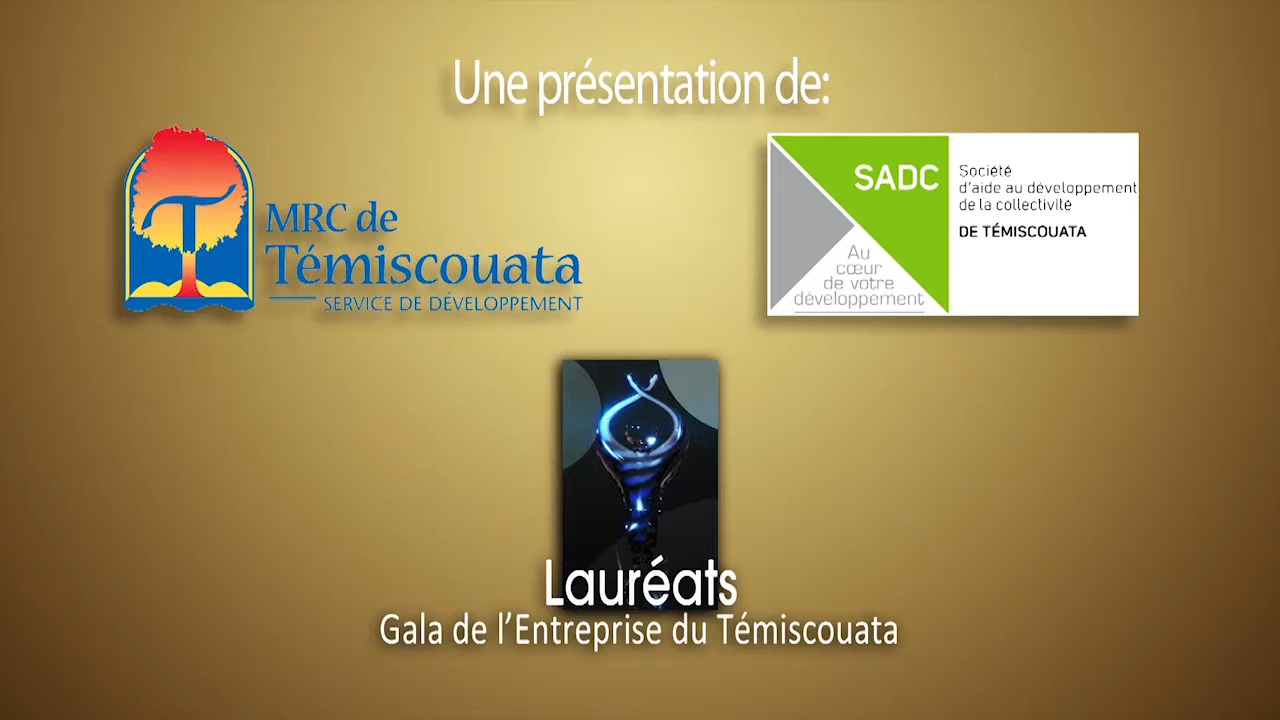 Une présentation de:
MRC de
Témiscouata
SERVICE DE DÉVELOPPEMENT
SADC
Société
d'aide au développement
de la collectivité
DE TÉMISCOUATA
Au
cœur
de votre
développement
Lauréats
Gala de l'Entreprise du Témiscouata